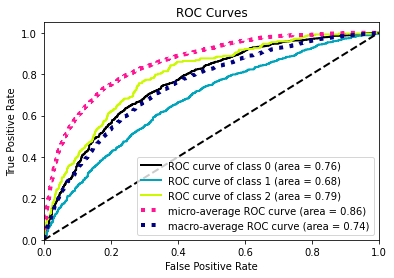 ROC Curves
True Positive Rate
1.0
0.8
0.6
0.4
0.2
0.0
ROC curve of class 0 (area = 0.76)
ROC curve of class 1 (area = 0.68)
ROC curve of class 2 (area = 0.79)
micro-average ROC curve (area = 0.86)
macro-average ROC curve (area = 0.74)
0.0 0.2 0.4 0.6 0.8 1.0
False Positive Rate